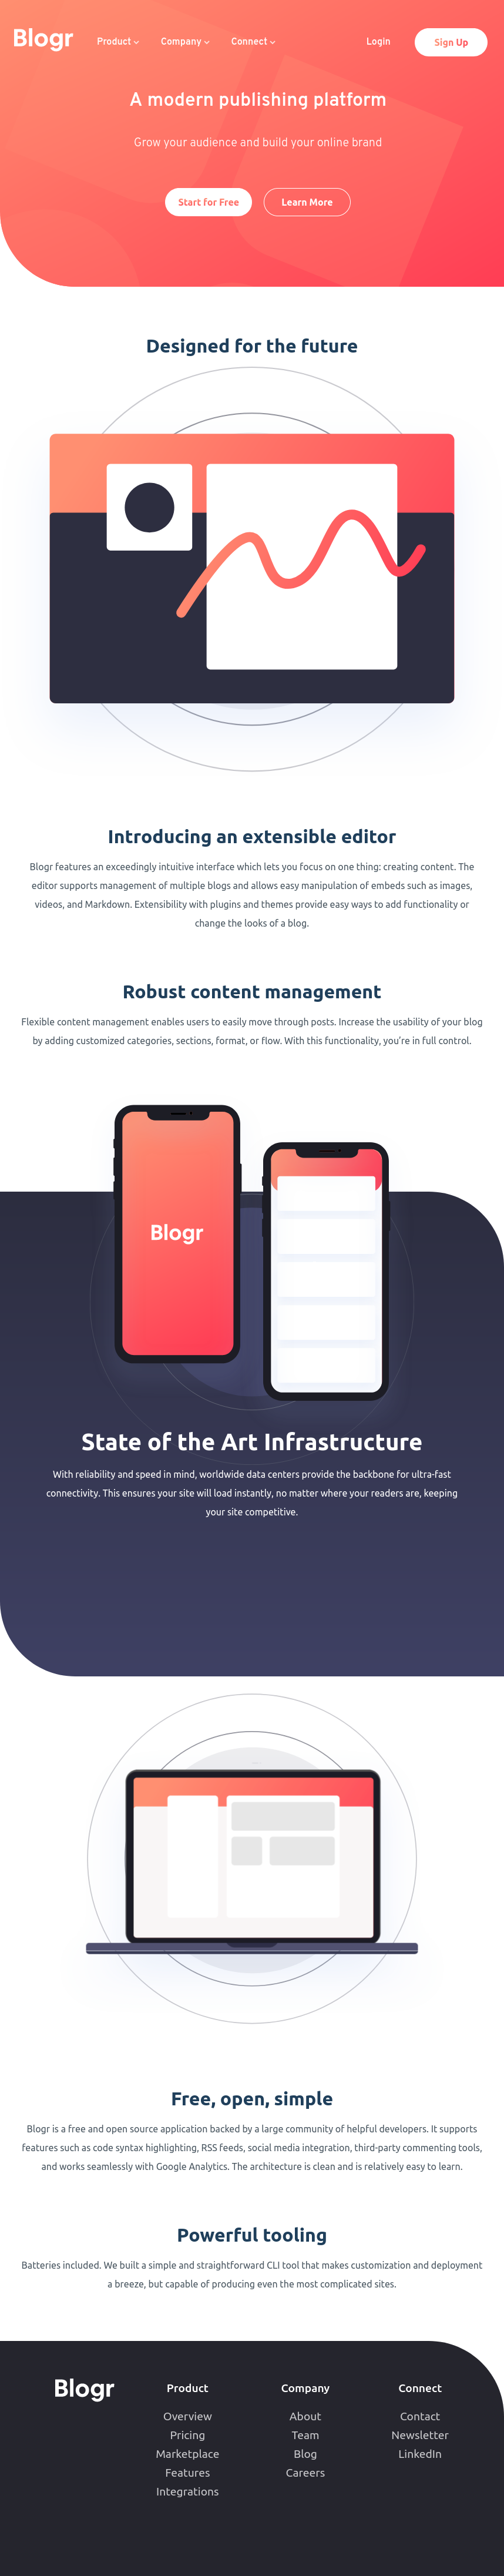 Blogr Product Company Connect Login Sign Up
A modern publishing platform
Grow your audience and build your online brand
Start for Free Learn More
Designed for the future
Introducing an extensible editor
Blogr features an exceedingly intuitive interface which lets you focus on one thing: creating content. The
editor supports management of multiple blogs and allows easy manipulation of embeds such as images,
videos, and Markdown. Extensibility with plugins and themes provide easy ways to add functionality or
change the looks of a blog.
Robust content management
Flexible content management enables users to easily move through posts. Increase the usability of your blog
by adding customized categories, sections, format, or flow. With this functionality, you’re in full control.
Blogr
State of the Art Infrastructure
With reliability and speed in mind, worldwide data centers provide the backbone for ultra-fast
connectivity. This ensures your site will load instantly, no matter where your readers are, keeping
your site competitive.
Free, open, simple
Blogr is a free and open source application backed by a large community of helpful developers. It supports
features such as code syntax highlighting, RSS feeds, social media integration, third-party commenting tools,
and works seamlessly with Google Analytics. The architecture is clean and is relatively easy to learn.
Powerful tooling
Batteries included. We built a simple and straightforward CLI tool that makes customization and deployment
a breeze, but capable of producing even the most complicated sites.
Blogr
Product
Overview
Pricing
Marketplace
Features
Integrations
Company
About
Team
Blog
Careers
Connect
Contact
Newsletter
LinkedIn